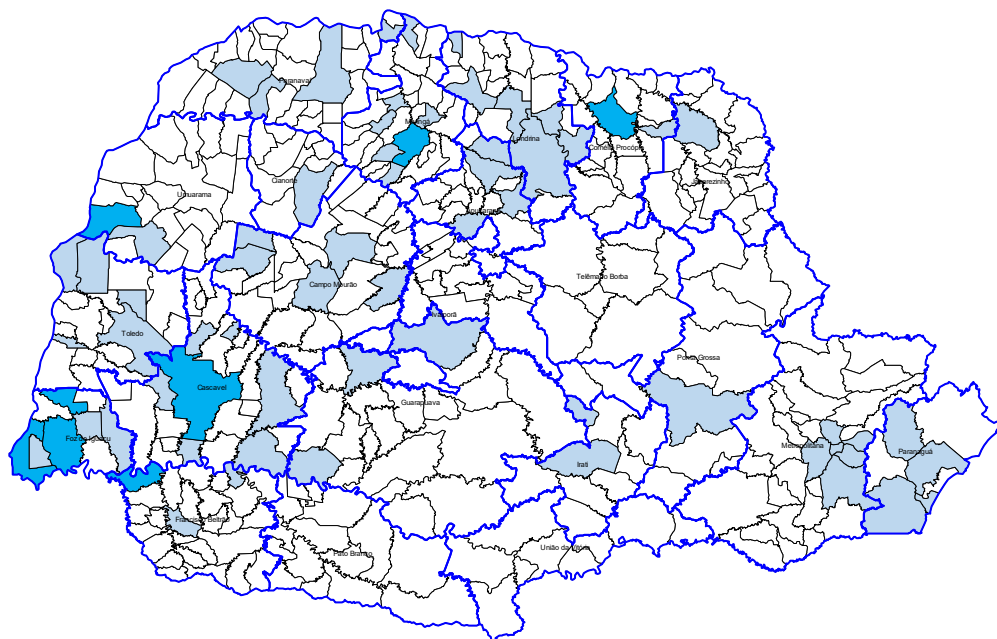 Paranavaí
Maringá
Londrina
Cornélio Procópio
Jacarezinho
Umuarama
Cianorte
Apucarana
Telêmaco Borba
Campo Mourão
Ivaiporã
Toledo
Ponta Grossa
Cascavel
Guarapuava
Foz do Iguaçu
Metropolitana
Paranaguá
Irati
Francisco Beltrão
Pato Branco
União da Vitória